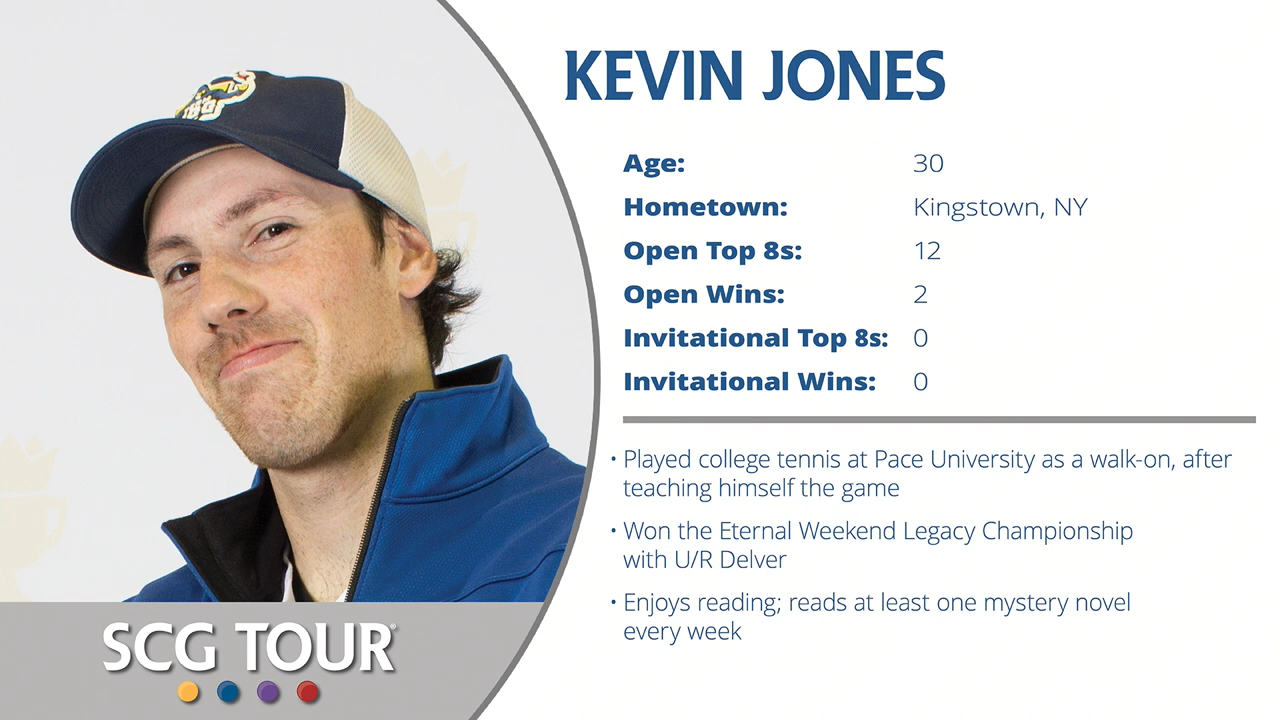 KEVIN JONES
Age: 30
Hometown: Kingstown, NY
Open Top 8s: 12
Open Wins: 2
Invitational Top 8s: 0
Invitational Wins: 0
• Played college tennis at Pace University as a walk-on, after
teaching himself the game
• Won the Eternal Weekend Legacy Championship
with U/R Delver
• Enjoys reading; reads at least one mystery novel
every week
SCG TOUR®